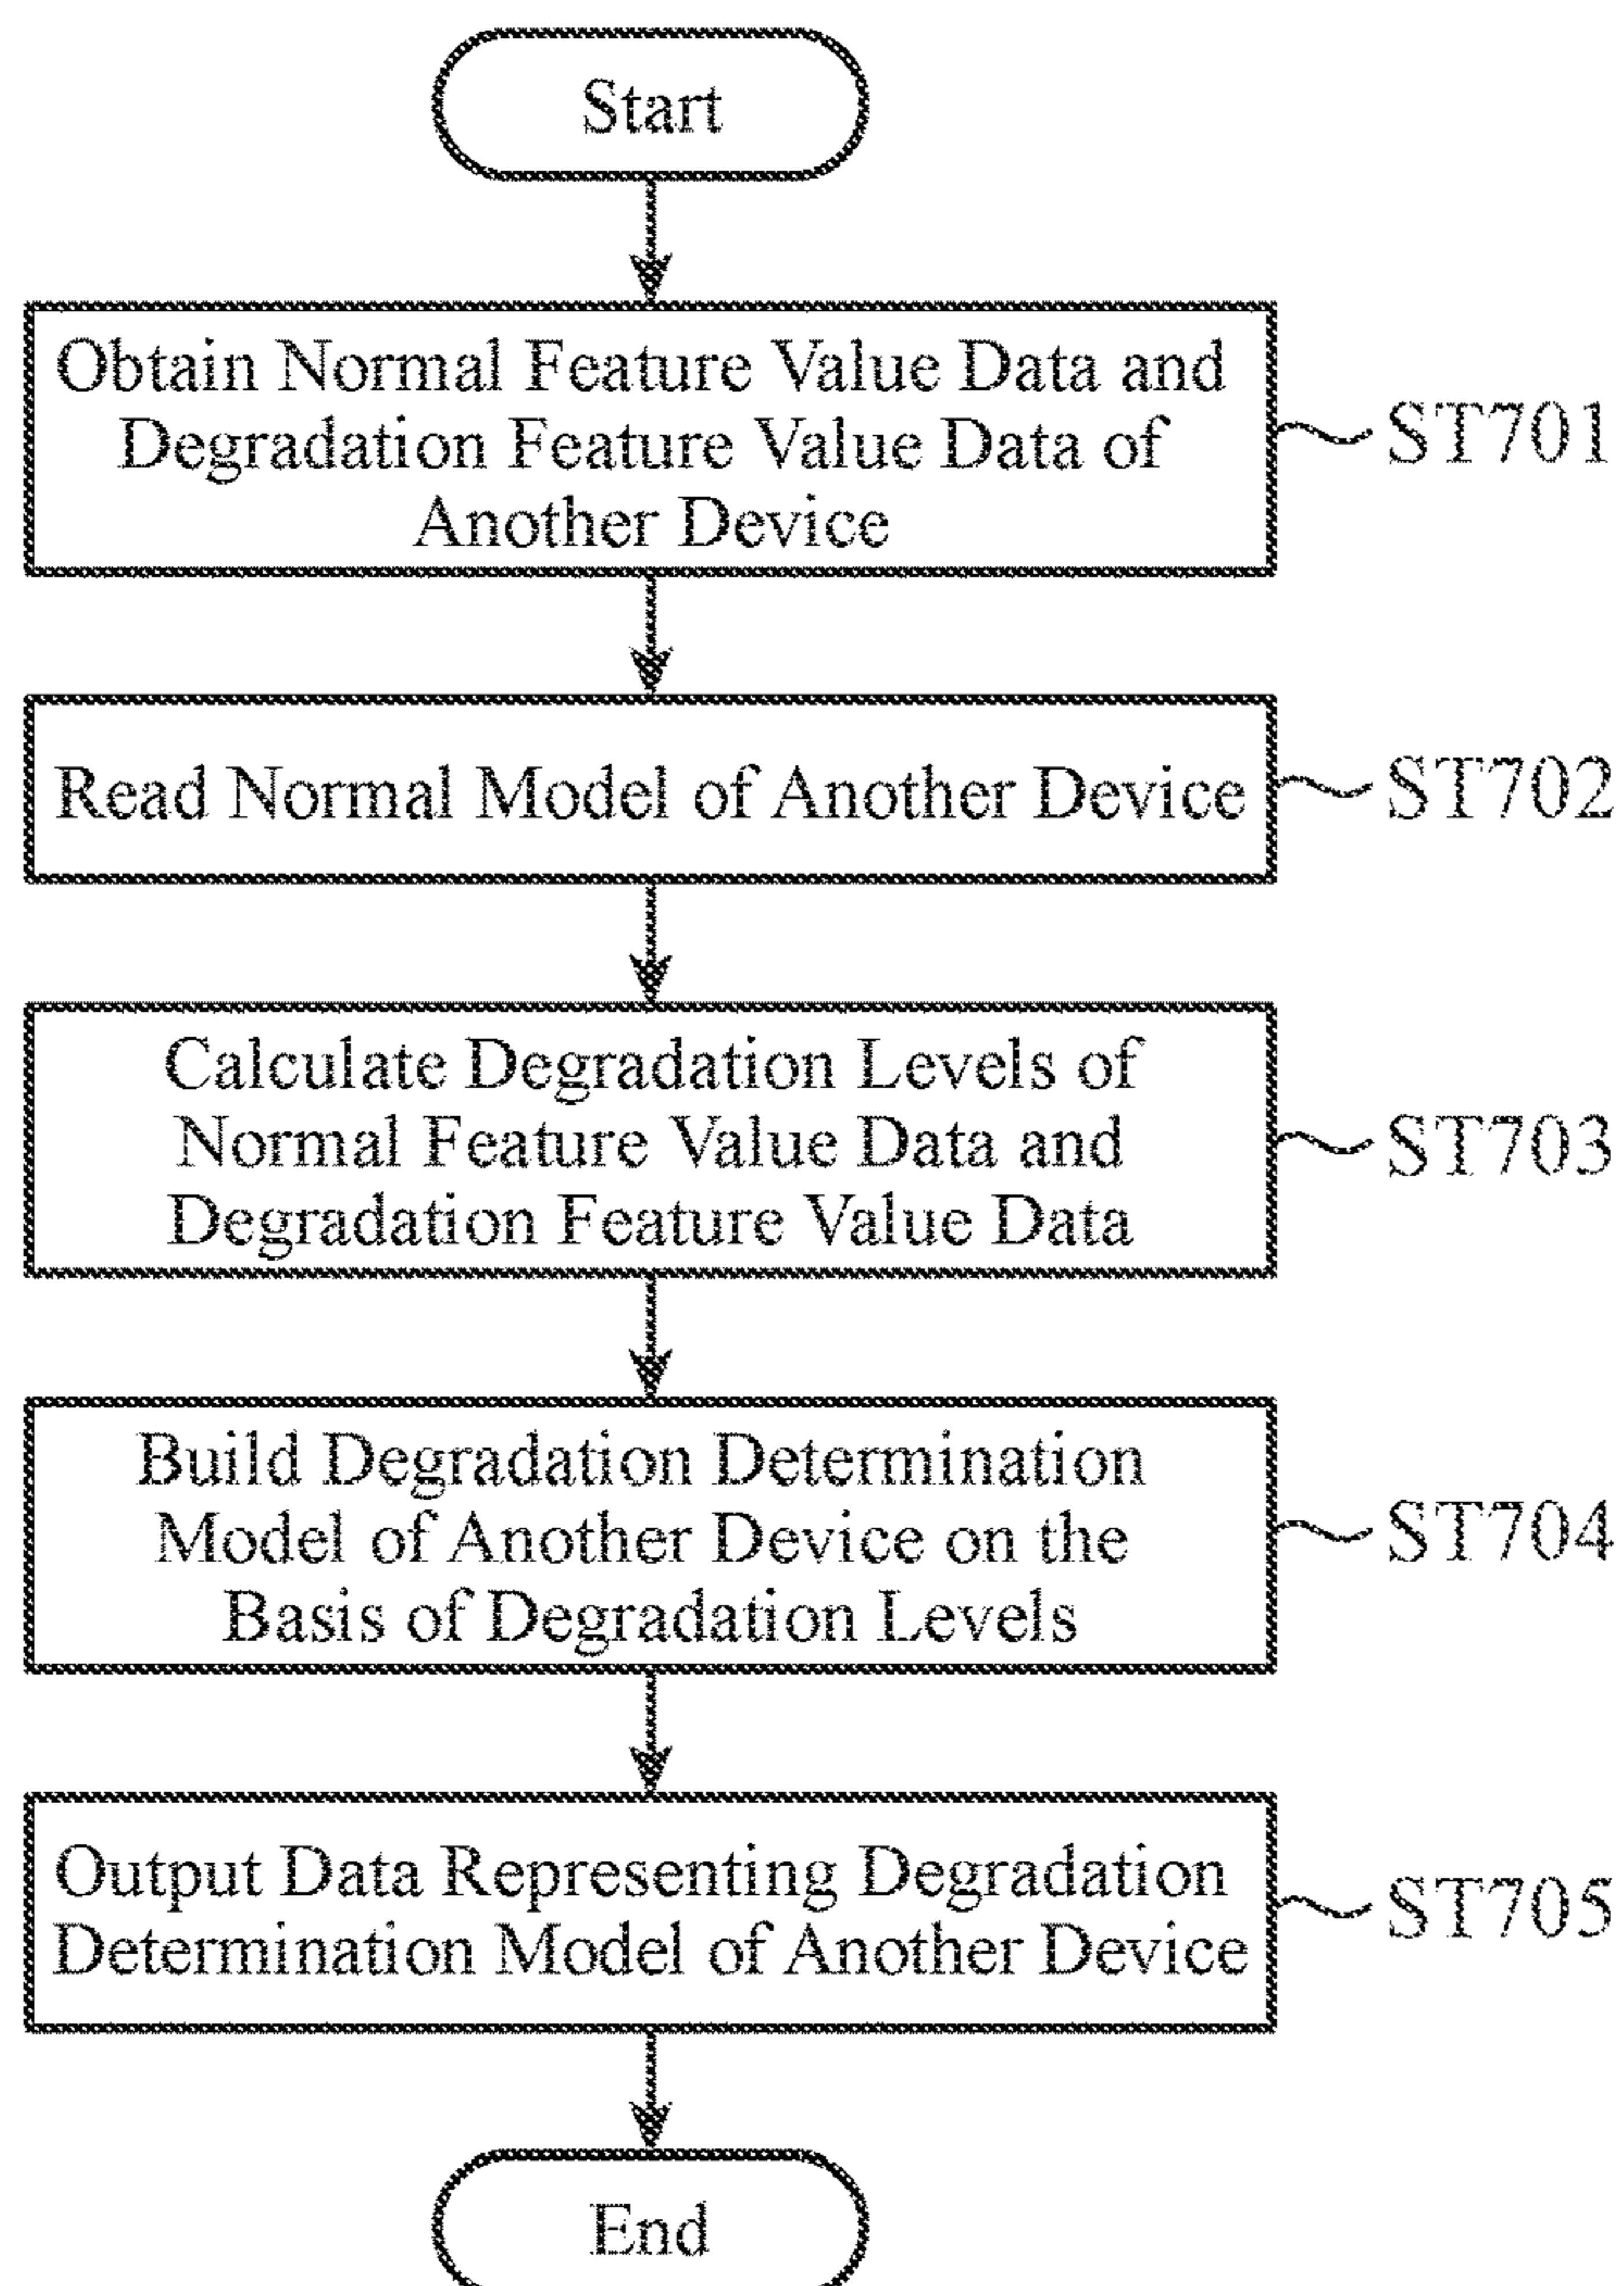 Start
Obtain Normal Feature Value Data and
Degradation Feature Value Data of
Another Device
ST701
Read Normal Model of Another Device
ST702
Calculate Degradation Levels of
Normal Feature Value Data and
Degradation Feature Value Data
ST703
Build Degradation Determination
Model of Another Device on the
Basis of Degradation Levels
ST704
Output Data Representing Degradation
Determination Model of Another Device
ST705
End